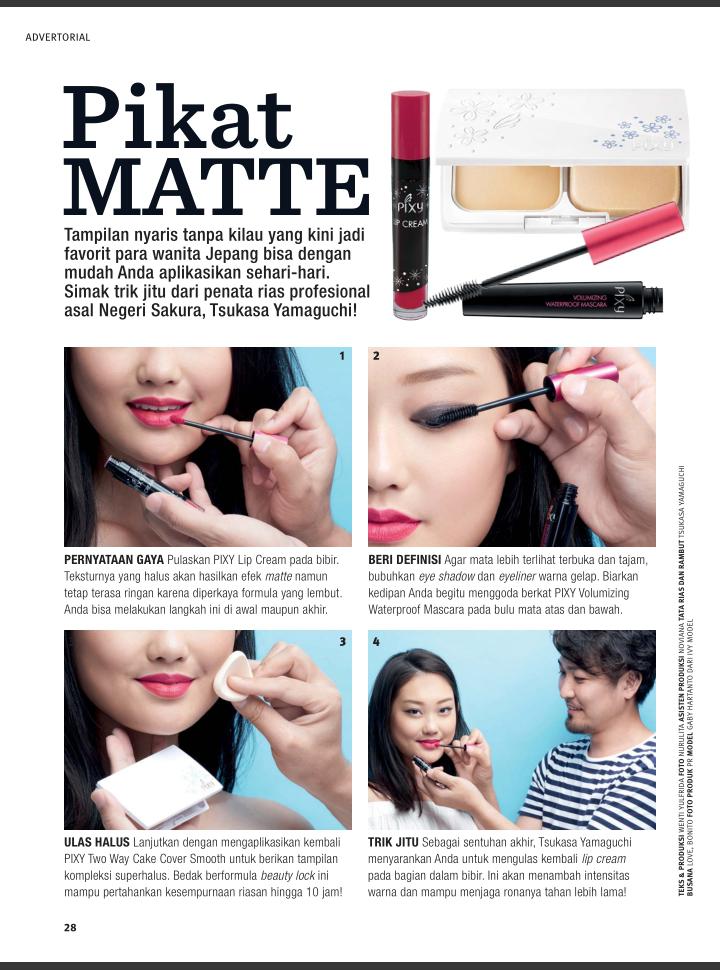 ADVERTORIAL
Pikat
MATTE
Tampilan nyaris tanpa kilau yang kini jadi
favorit para wanita Jepang bisa dengan
mudah Anda aplikasikan sehari-hari.
Simak trik jitu dari penata rias profesional
asal Negeri Sakura, Tsukasa Yamaguchi!
PIXY
LIP CREAM
PIXY
VOLUMIZING
WATERPROOF MASCARA
PIXY
1
2
PERNYATAAN GAYA Pulaskan PIXY Lip Cream pada bibir.
Teksturnya yang halus akan hasilkan efek matte namun
tetap terasa ringan karena diperkaya formula yang lembut.
Anda bisa melakukan langkah ini di awal maupun akhir.
BERI DEFINISI Agar mata lebih terlihat terbuka dan tajam,
bubuhkan eye shadow dan eyeliner warna gelap. Biarkan
kedipan Anda begitu menggoda berkat PIXY Volumizing
Waterproof Mascara pada bulu mata atas dan bawah.
3
4
ULAS HALUS Lanjutkan dengan mengaplikasikan kembali
PIXY Two Way Cake Cover Smooth untuk berikan tampilan
kompleksi superhalus. Bedak berformula beauty lock ini
mampu pertahankan kesempurnaan riasan hingga 10 jam!
TRIK JITU Sebagai sentuhan akhir, Tsukasa Yamaguchi
menyarankan Anda untuk mengulas kembali lip cream
pada bagian dalam bibir. Ini akan menambah intensitas
warna dan mampu menjaga ronanya tahan lebih lama!
TEKS & PRODUKSI WENTI YULFRIDA FOTO NURULITA ASISTEN PRODUKSI NOVIANA TATA RIAS DAN RAMBUT TSUKASA YAMAGUCHI
BUSANA LOVE, BONITO FOTO PRODUK PR MODEL GABY HARTANTO DARI IVY MODEL
28